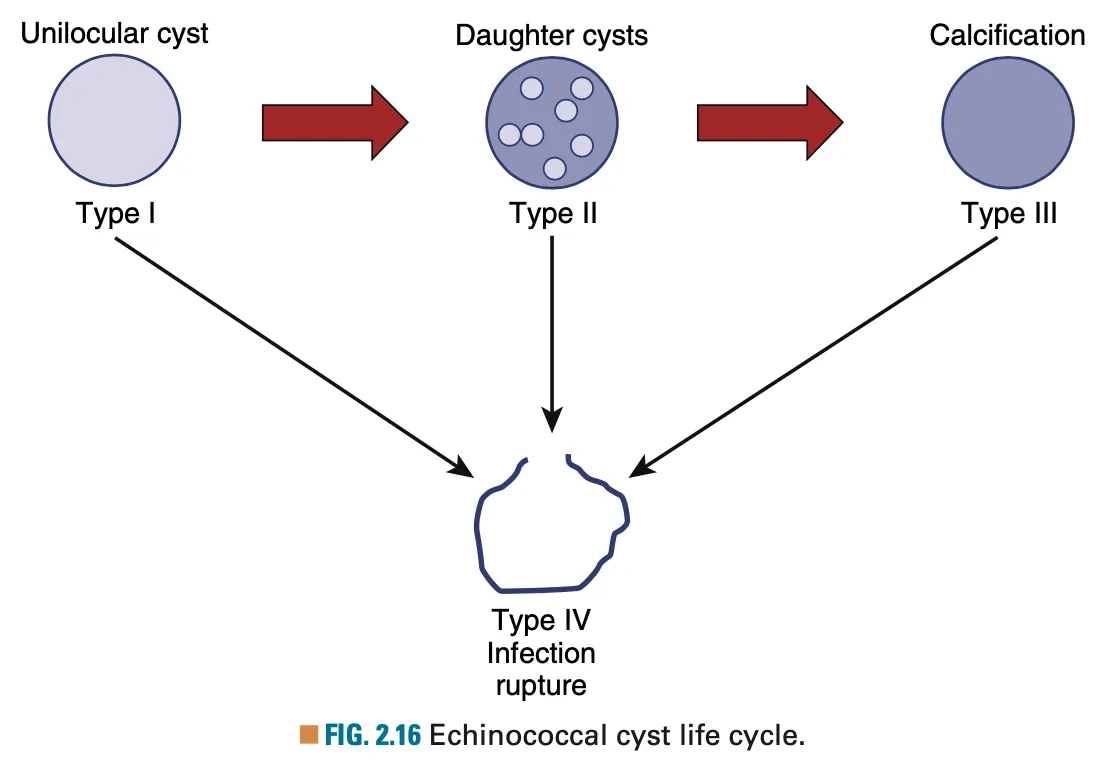 Unilocular cyst
Daughter cysts
Calcification
Type I
Type II
Type III
Type IV
Infection
rupture
FIG. 2.16 Echinococcal cyst life cycle.